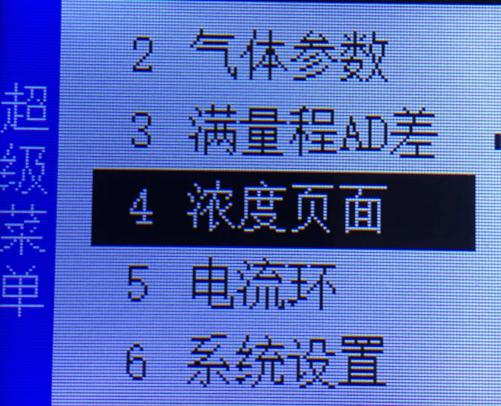 超级菜单
2 气体参数
3 满量程AD差
4 浓度页面
5 电流环
6 系统设置